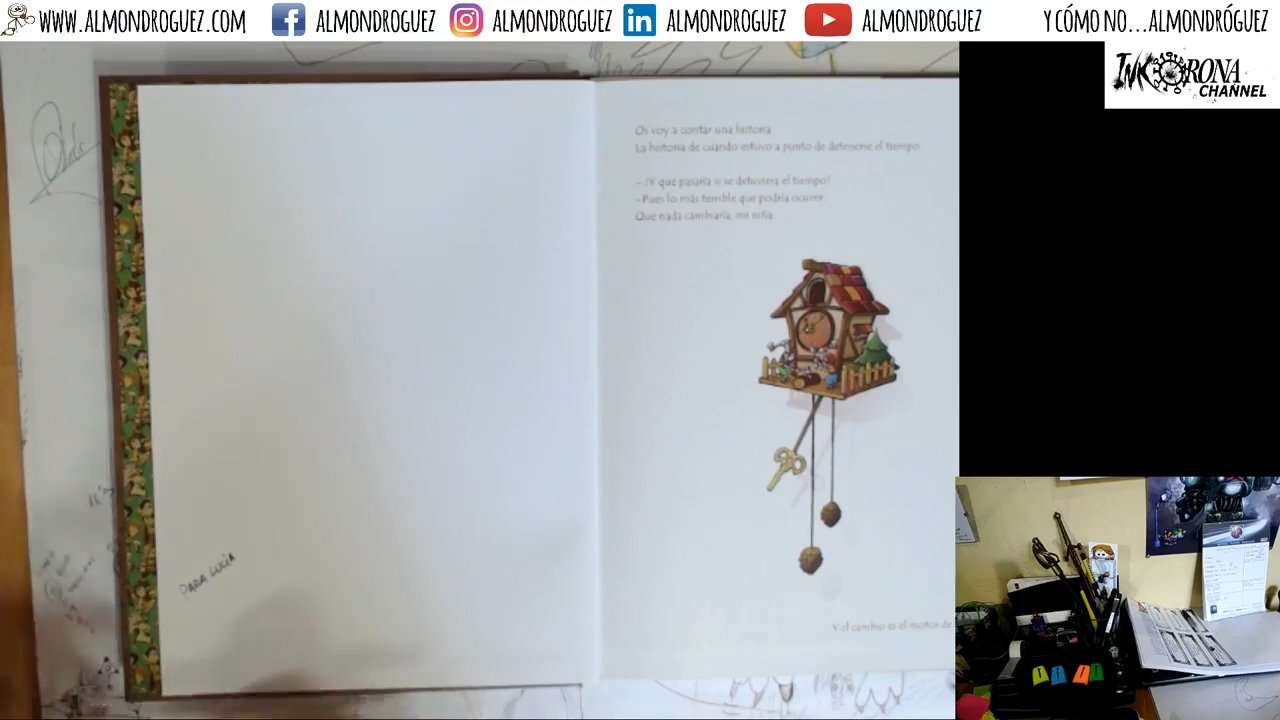 WWW.ALMONDROGUEZ.COM
ALMONDROGUEZ
ALMONDROGUEZ
ALMONDROGUEZ
ALMONDROGUEZ
Y CÓMO NO...ALMONDRÓGUEZ
INKORONA
CHANNEL
Os voy a contar una historia.
La historia de cuando estuvo a punto de detenerse el tiempo.
- ¿Y qué pasaría si se detuviera el tiempo?
-Pues lo más terrible que podría ocurrir.
Que nada cambiaría, mi niña.
Y el cambio es el motor de
PARA LUCÍA